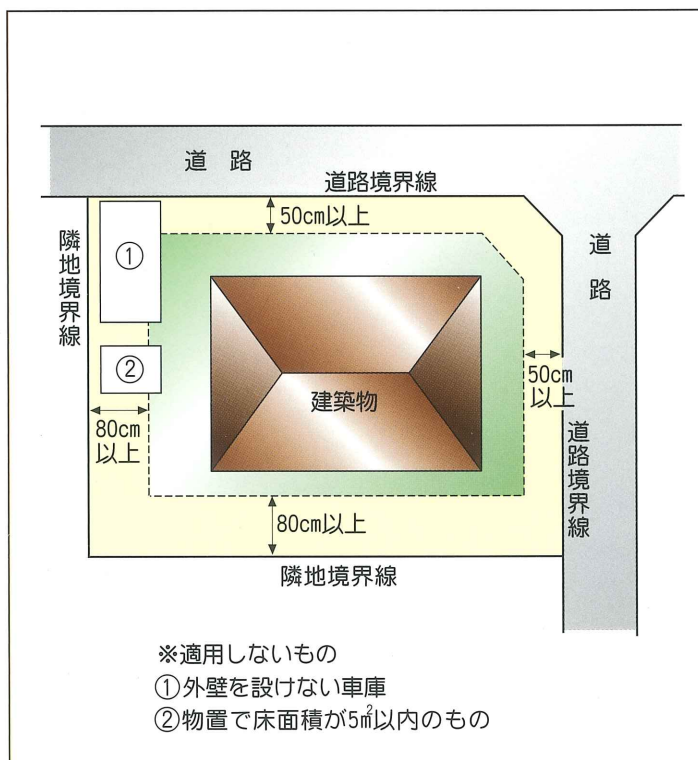 道 路
道路境界線
50cm以上
隣地境界線
①
道路
②
建築物
50cm
以上
80cm
以上
道路境界線
80cm以上
隣地境界線
※適用しないもの
①外壁を設けない車庫
②物置で床面積が5㎡以内のもの